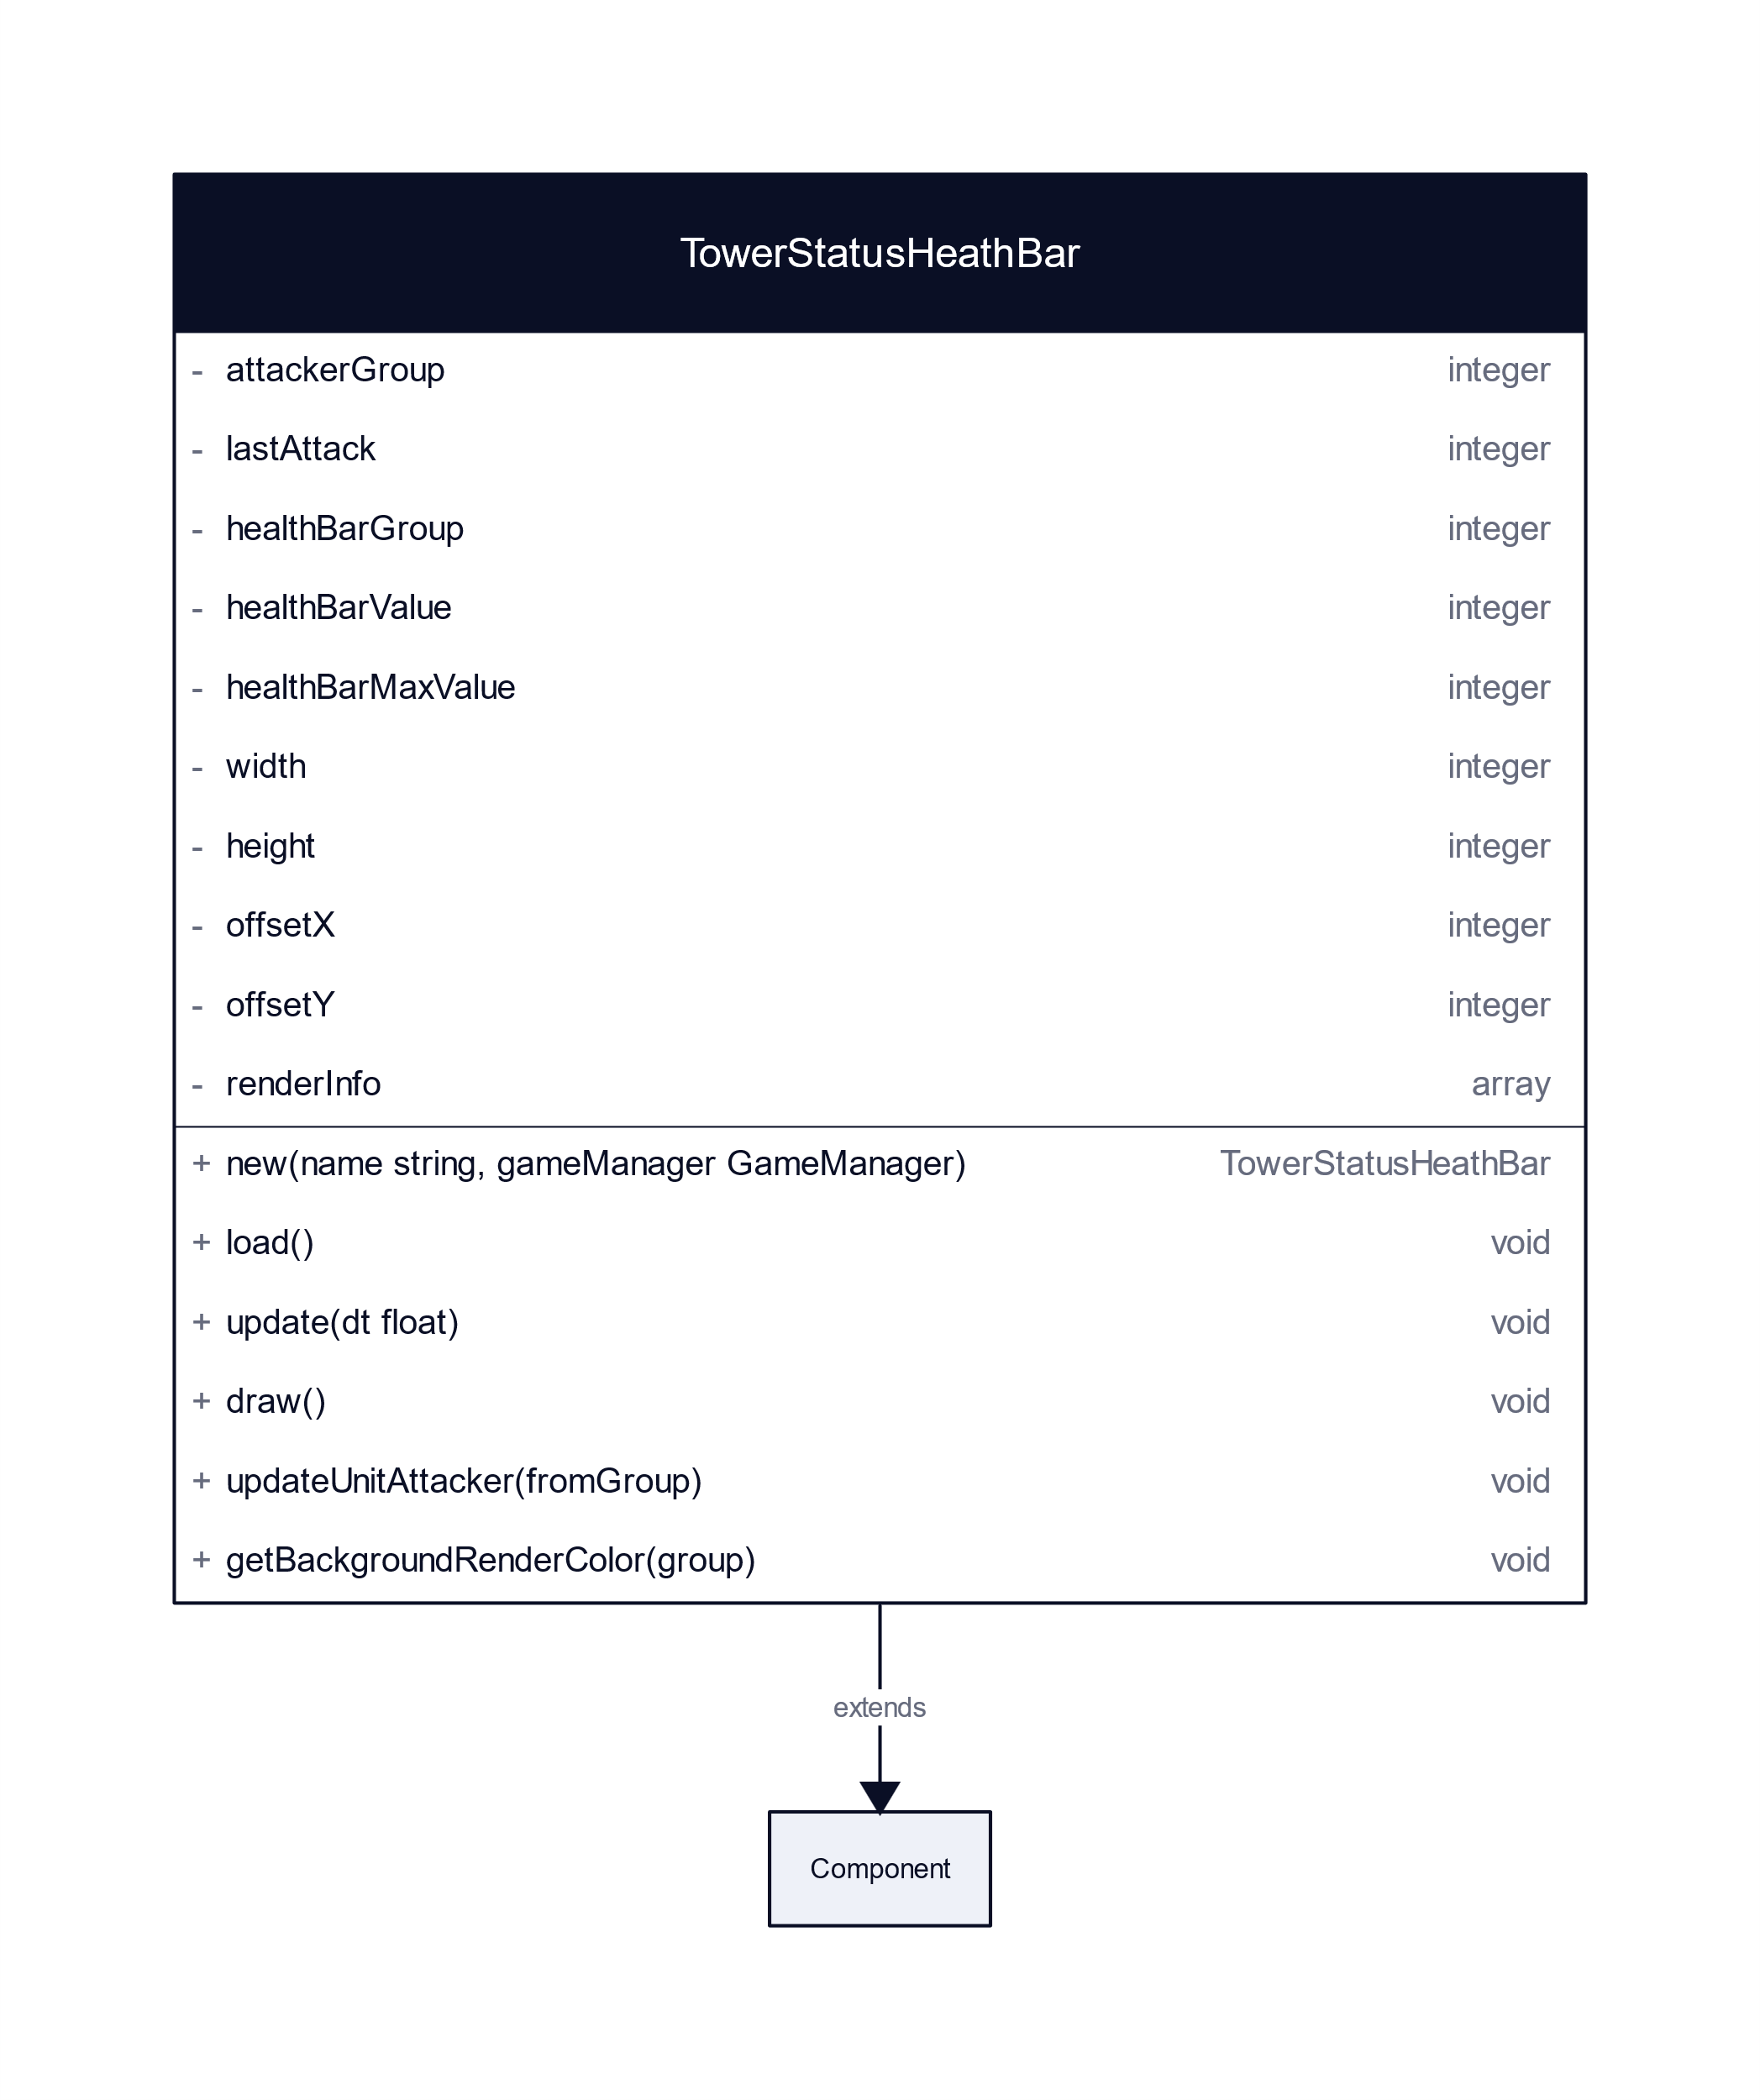 TowerStatusHeathBar
- attackerGroup integer
- lastAttack integer
- healthBarGroup integer
- healthBarValue integer
- healthBarMaxValue integer
- width integer
- height integer
- offsetX integer
- offsetY integer
- renderInfo array
+ new(name string, gameManager GameManager) TowerStatusHeathBar
+ load() void
+ update(dt float) void
+ draw() void
+ updateUnitAttacker(fromGroup) void
+ getBackgroundRenderColor(group) void
extends
Component